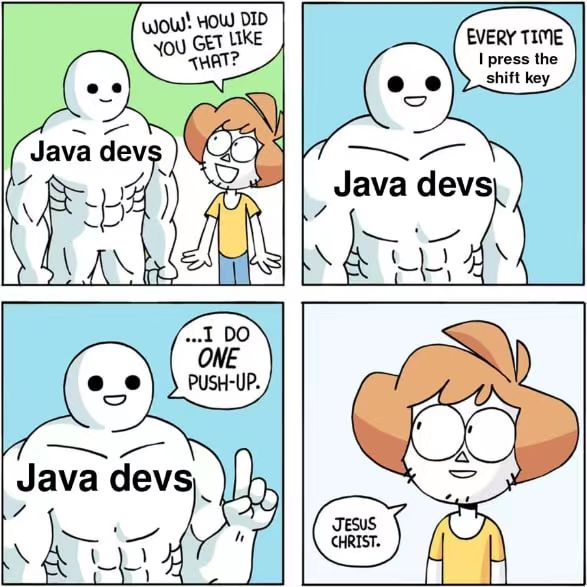 WOW! HOW DID
YOU GET LIKE
THAT?
Java devs
EVERY TIME
I press the
shift key
Java devs
...I DO
ONE
PUSH-UP.
Java devs
JESUS
CHRIST.